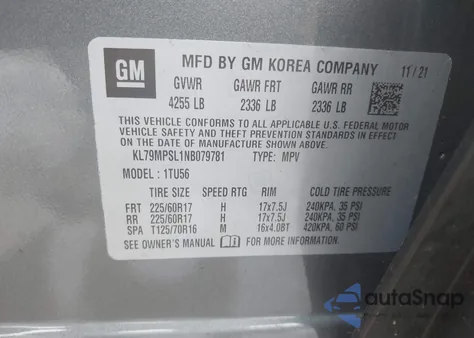 GM
MFD BY GM KOREA COMPANY 11/21
GVWR GAWR FRT GAWR RR
4255 LB 2336 LB 2336 LB
THIS VEHICLE CONFORMS TO ALL APPLICABLE U.S. FEDERAL MOTOR
VEHICLE SAFETY AND THEFT PREVENTION STANDARDS IN EFFECT ON
THE DATE OF MANUFACTURE SHOWN ABOVE.
KL79MPSL1NB079781 TYPE: MPV
MODEL : 1TU56
TIRE SIZE SPEED RTG RIM COLD TIRE PRESSURE
FRT 225/60R17 H 17x7.5J 240KPA, 35 PSI
RR 225/60R17 H 17x7.5J 240KPA, 35 PSI
SPA T125/70R16 M 16x4.0BT 420KPA, 60 PSI
SEE OWNER'S MANUAL i FOR MORE INFORMATION.
autoSnap